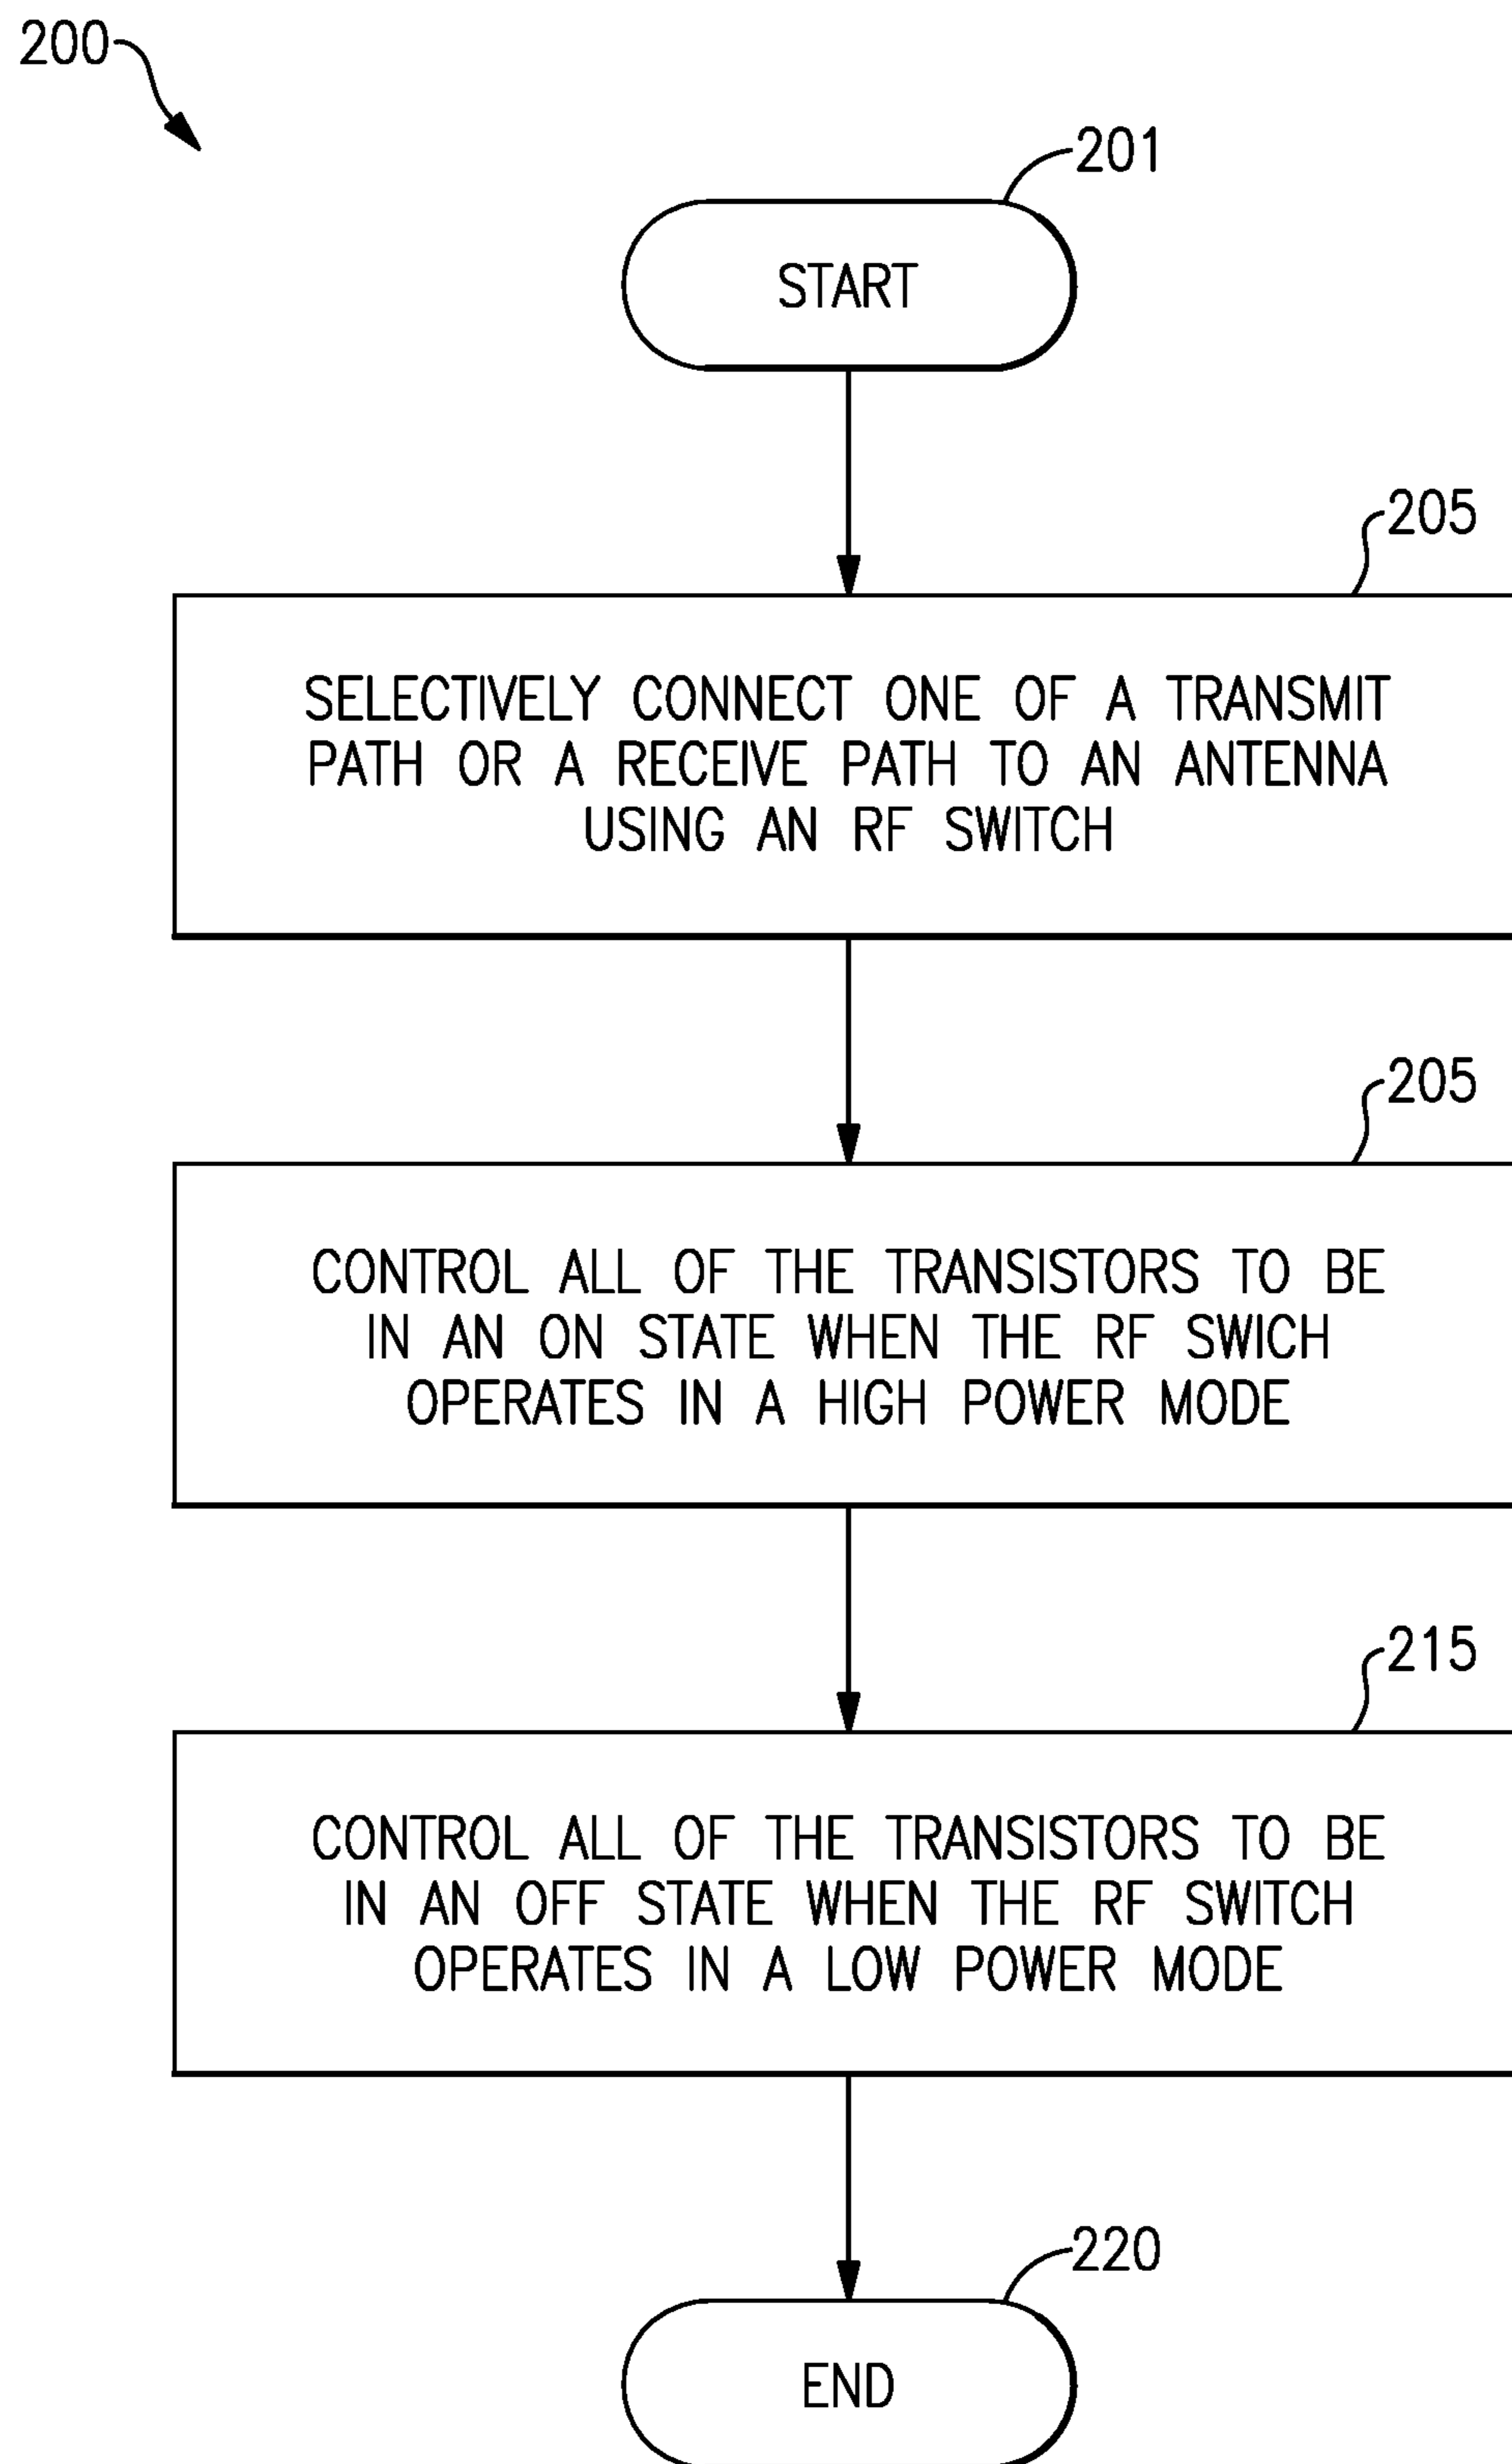 200
201
START
205
SELECTIVELY CONNECT ONE OF A TRANSMIT
PATH OR A RECEIVE PATH TO AN ANTENNA
USING AN RF SWITCH
205
CONTROL ALL OF THE TRANSISTORS TO BE
IN AN ON STATE WHEN THE RF SWICH
OPERATES IN A HIGH POWER MODE
215
CONTROL ALL OF THE TRANSISTORS TO BE
IN AN OFF STATE WHEN THE RF SWITCH
OPERATES IN A LOW POWER MODE
220
END